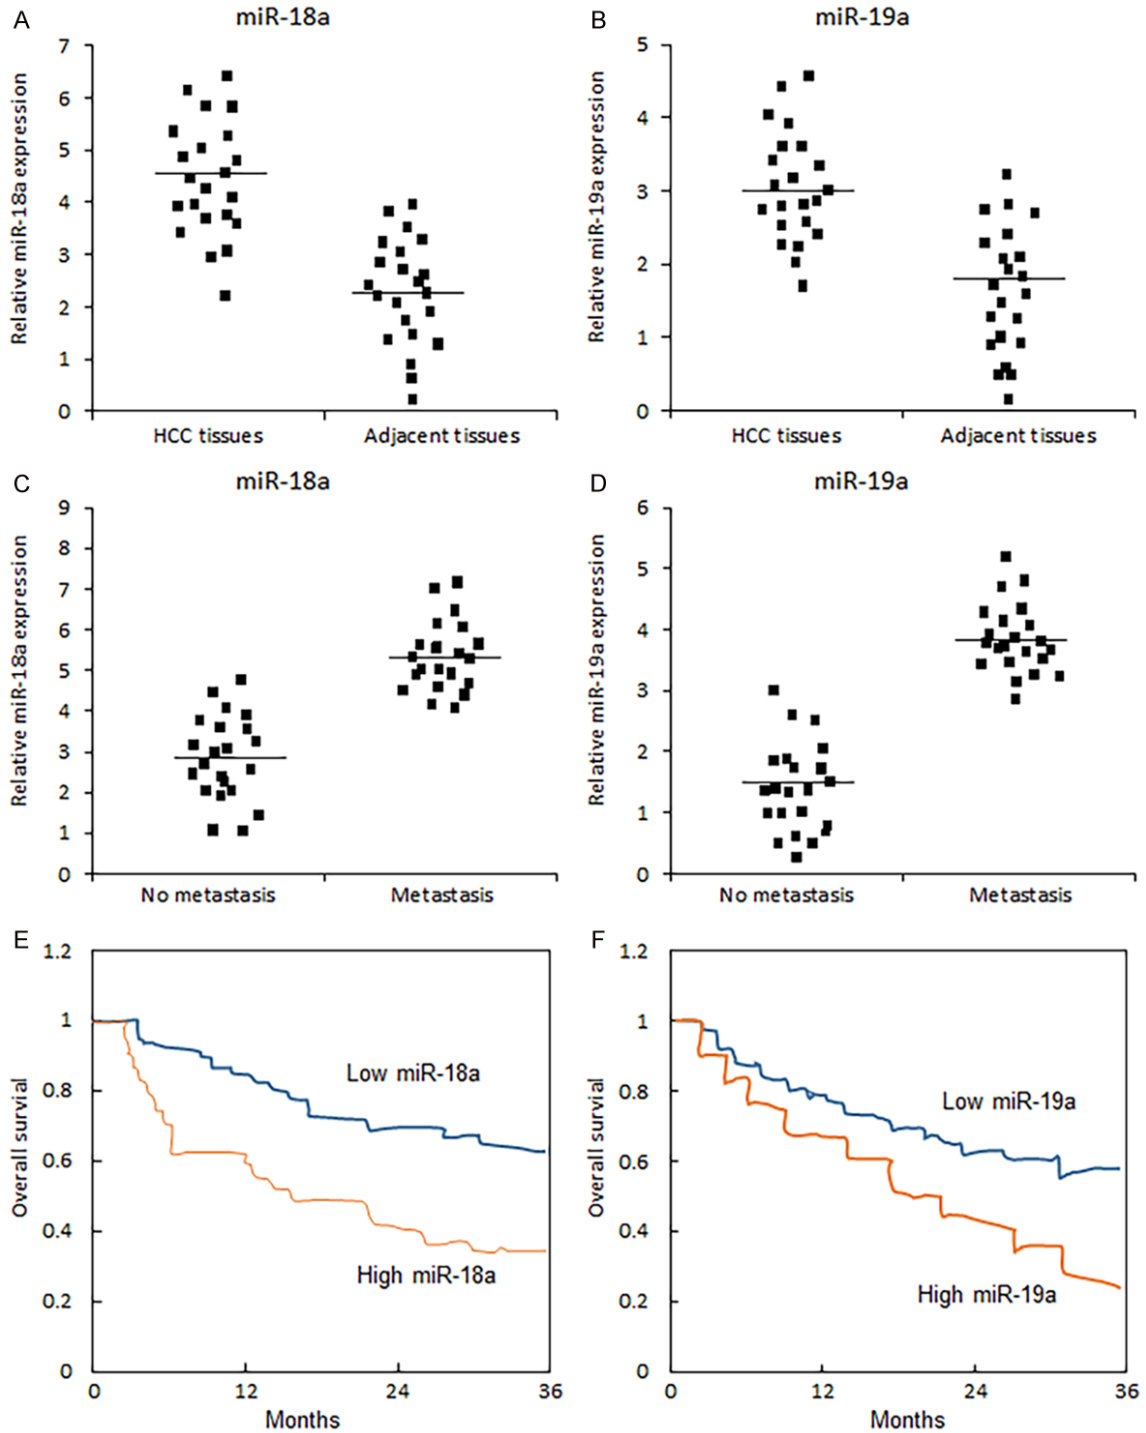 A
miR-18a
Relative miR-18a expression
7
6
5
4
3
2
1
0
HCC tissues
Adjacent tissues
B
miR-19a
Relative miR-19a expression
5
4
3
2
1
0
HCC tissues
Adjacent tissues
C
miR-18a
Relative miR-18a expression
9
8
7
6
5
4
3
2
1
0
No metastasis
Metastasis
D
miR-19a
Relative miR-19a expression
6
5
4
3
2
1
0
No metastasis
Metastasis
E
Overall survial
1.2
1
0.8
0.6
0.4
0.2
0
Low miR-18a
High miR-18a
0
12
24
36
Months
F
Overall survial
1.2
1
0.8
0.6
0.4
0.2
0
Low miR-19a
High miR-19a
0
12
24
36
Months